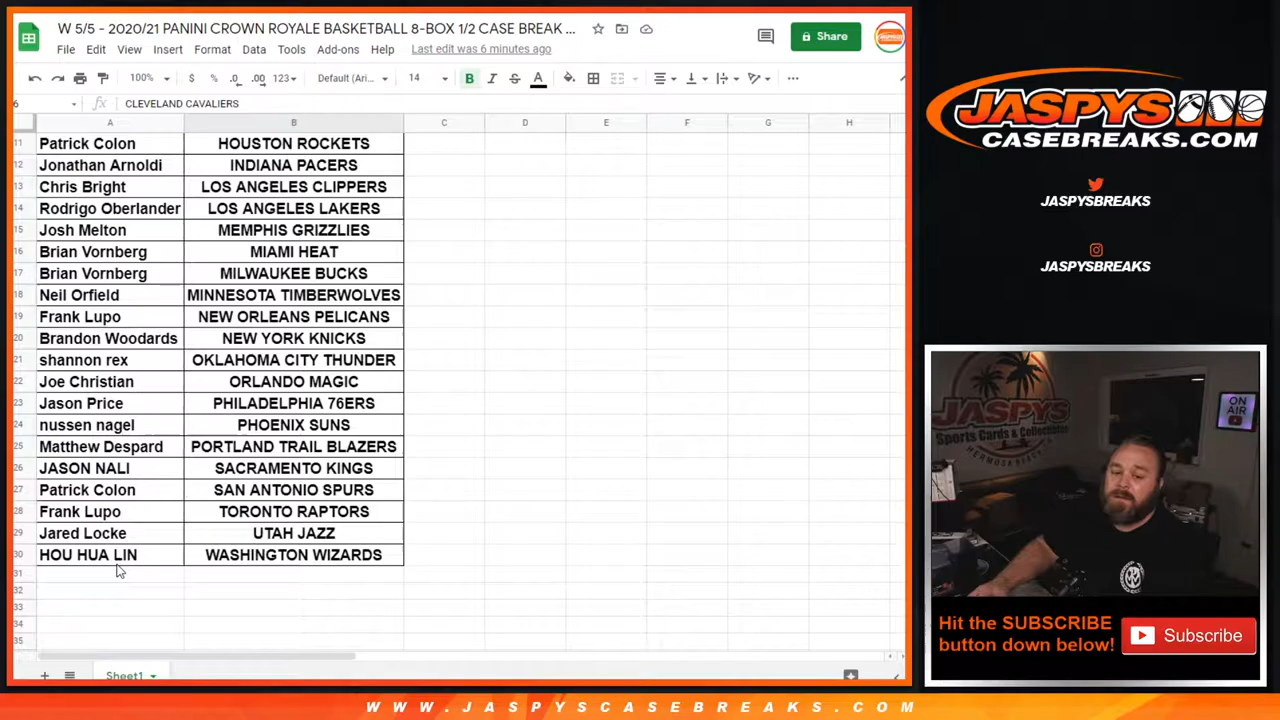 W 5/5 - 2020/21 PANINI CROWN ROYALE BASKETBALL 8-BOX 1/2 CASE BREAK ...
File Edit View Insert Format Data Tools Add-ons Help Last edit was 6 minutes ago
Share
100% $ % .0 .00 123 Default (Ari... 14 B I S A
6 fx CLEVELAND CAVALIERS
A B C D E F G H
11 Patrick Colon HOUSTON ROCKETS
12 Jonathan Arnoldi INDIANA PACERS
13 Chris Bright LOS ANGELES CLIPPERS
14 Rodrigo Oberlander LOS ANGELES LAKERS
15 Josh Melton MEMPHIS GRIZZLIES
16 Brian Vornberg MIAMI HEAT
17 Brian Vornberg MILWAUKEE BUCKS
18 Neil Orfield MINNESOTA TIMBERWOLVES
19 Frank Lupo NEW ORLEANS PELICANS
20 Brandon Woodards NEW YORK KNICKS
21 shannon rex OKLAHOMA CITY THUNDER
22 Joe Christian ORLANDO MAGIC
23 Jason Price PHILADELPHIA 76ERS
24 nussen nagel PHOENIX SUNS
25 Matthew Despard PORTLAND TRAIL BLAZERS
26 JASON NALI SACRAMENTO KINGS
27 Patrick Colon SAN ANTONIO SPURS
28 Frank Lupo TORONTO RAPTORS
29 Jared Locke UTAH JAZZ
30 HOU HUA LIN WASHINGTON WIZARDS
31
32
33
34
35
Sheet1
JASPYS
CASEBREAKS.COM
JASPYSBREAKS
JASPYSBREAKS
JASPYS
Sports Cards & Collectibles
HERMOSA BEACH
ON AIR
Hit the SUBSCRIBE
button down below!
Subscribe
WWW.JASPYSCASEBREAKS.COM